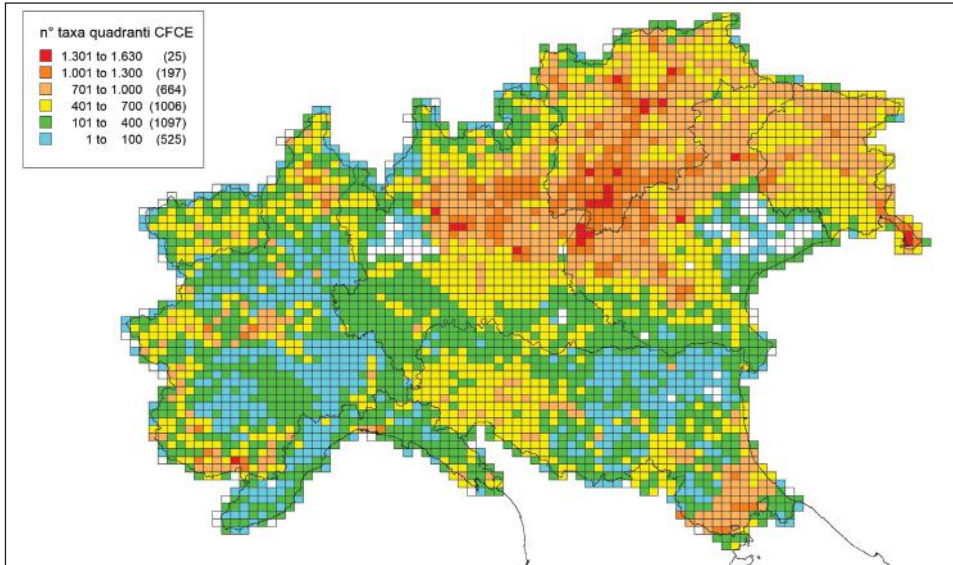 n° taxa quadranti CFCE
1.301 to 1.630 (25)
1.001 to 1.300 (197)
701 to 1.000 (664)
401 to 700 (1006)
101 to 400 (1097)
1 to 100 (525)